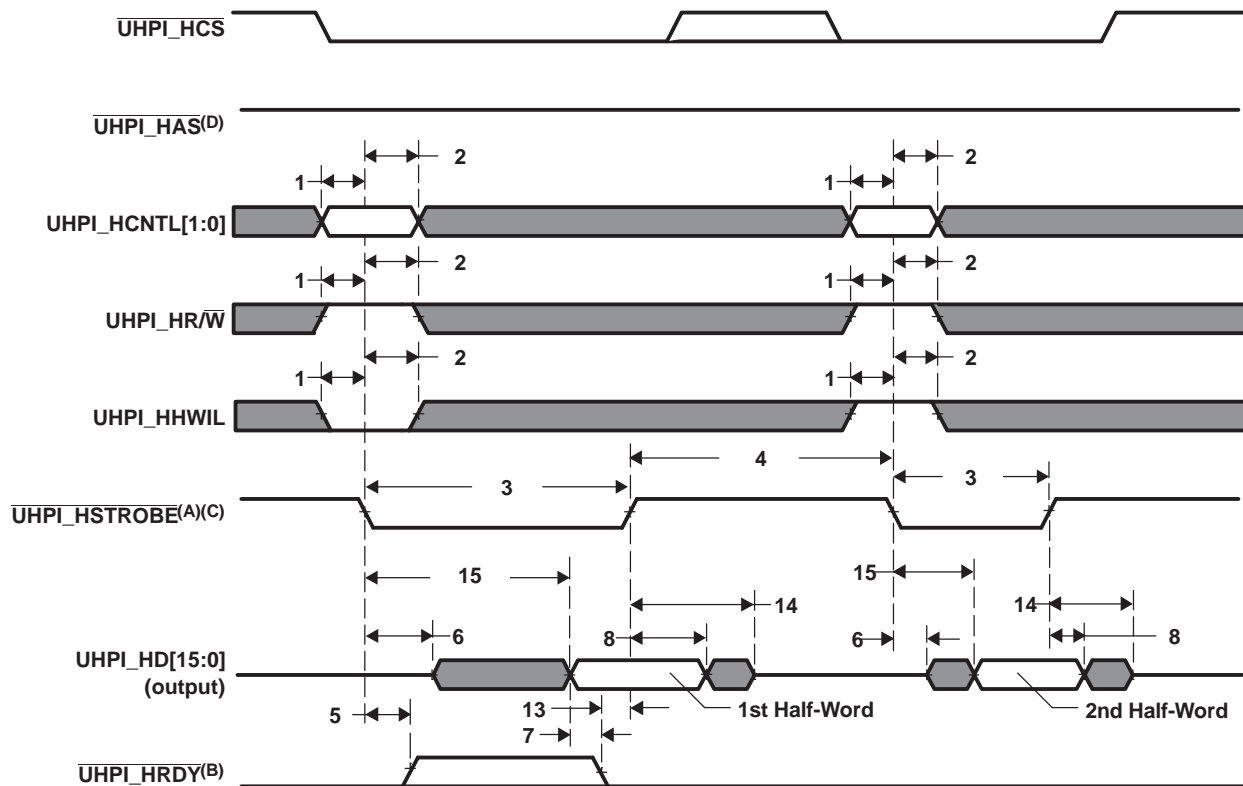 UHPI_HCS
UHPI_HAS(D)
2
2
1
1
UHPI_HCNTL[1:0]
2
2
1
1
UHPI_HR/W
2
2
1
1
UHPI_HHWIL
4
3
3
UHPI_HSTROBE(A)(C)
15
15
14
14
6
8
6
8
UHPI_HD[15:0]
(output)
5
13
1st Half-Word
2nd Half-Word
7
UHPI_HRDY(B)